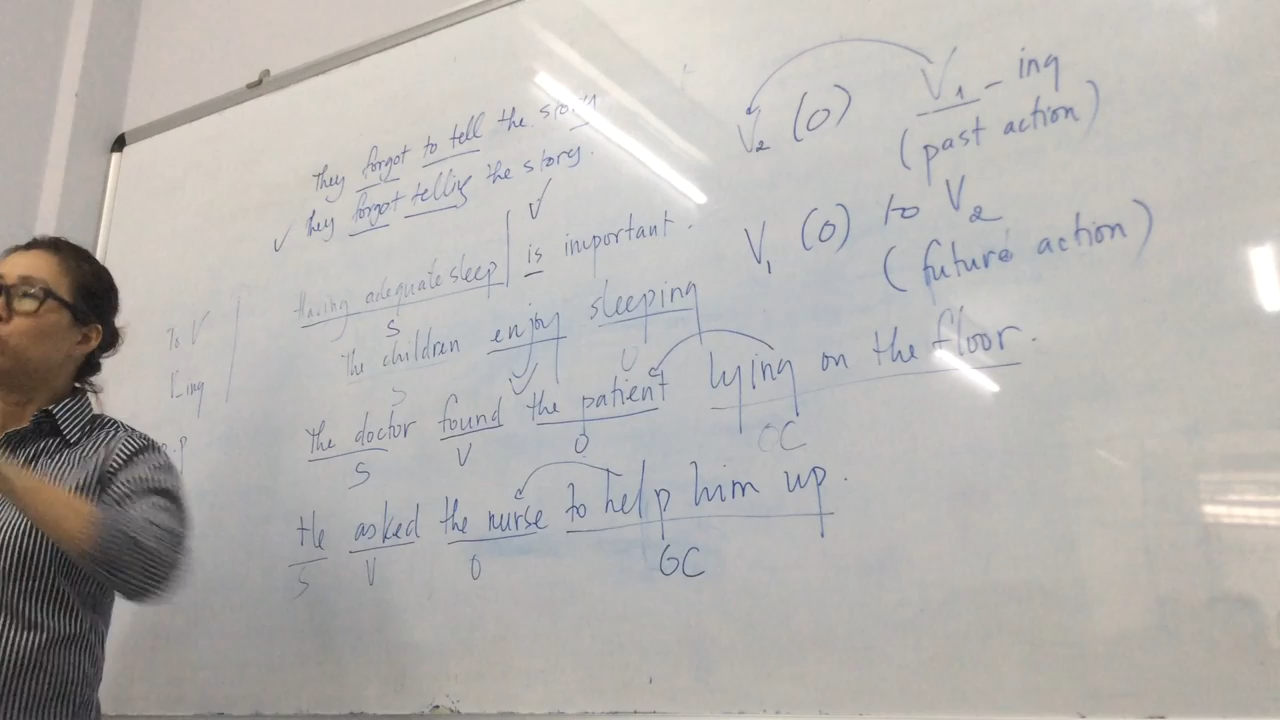 They forgot to tell the story
✓ They forgot telling the story.
✓
Having adequate sleep is important.
S
The children enjoy sleeping
S V O
The doctor found the patient lying on the floor.
S V O OC
He asked the nurse to help him up.
S V O OC
To V
V ing
p.p
V₂ (O) V₁ - ing
(past action)
V₁ (O) to V₂
(future action)